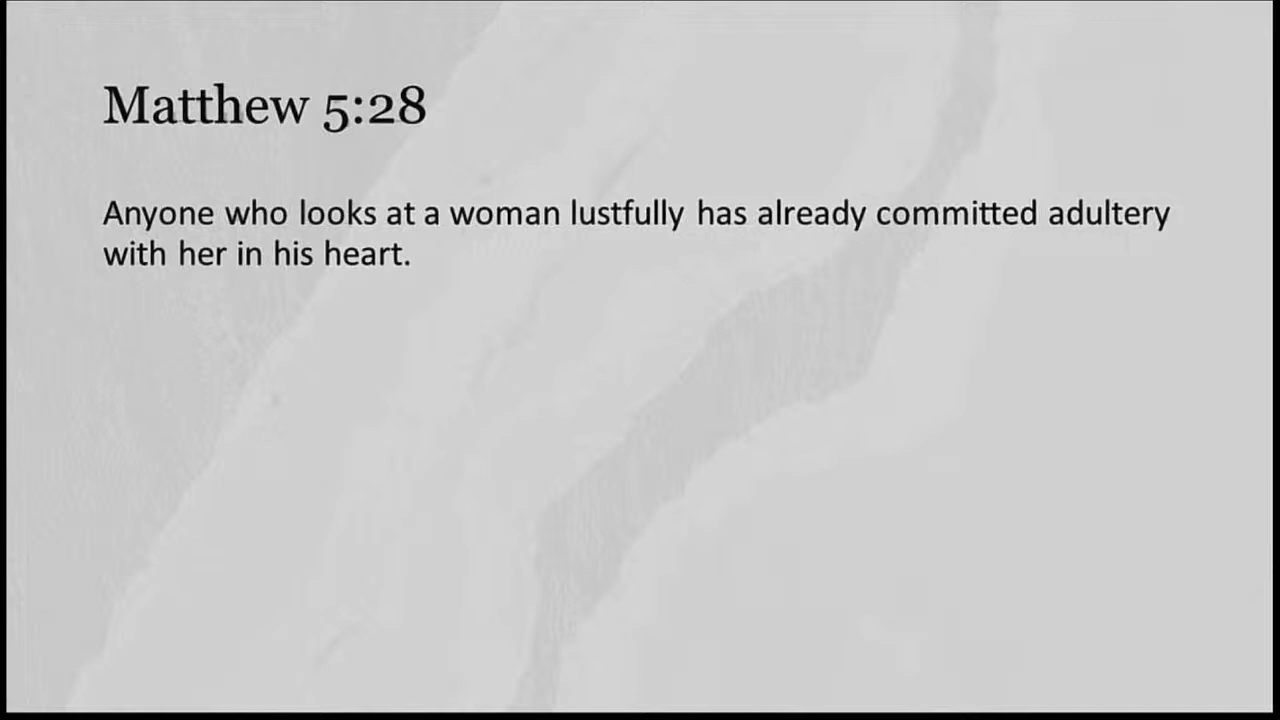 Matthew 5:28
Anyone who looks at a woman lustfully has already committed adultery
with her in his heart.